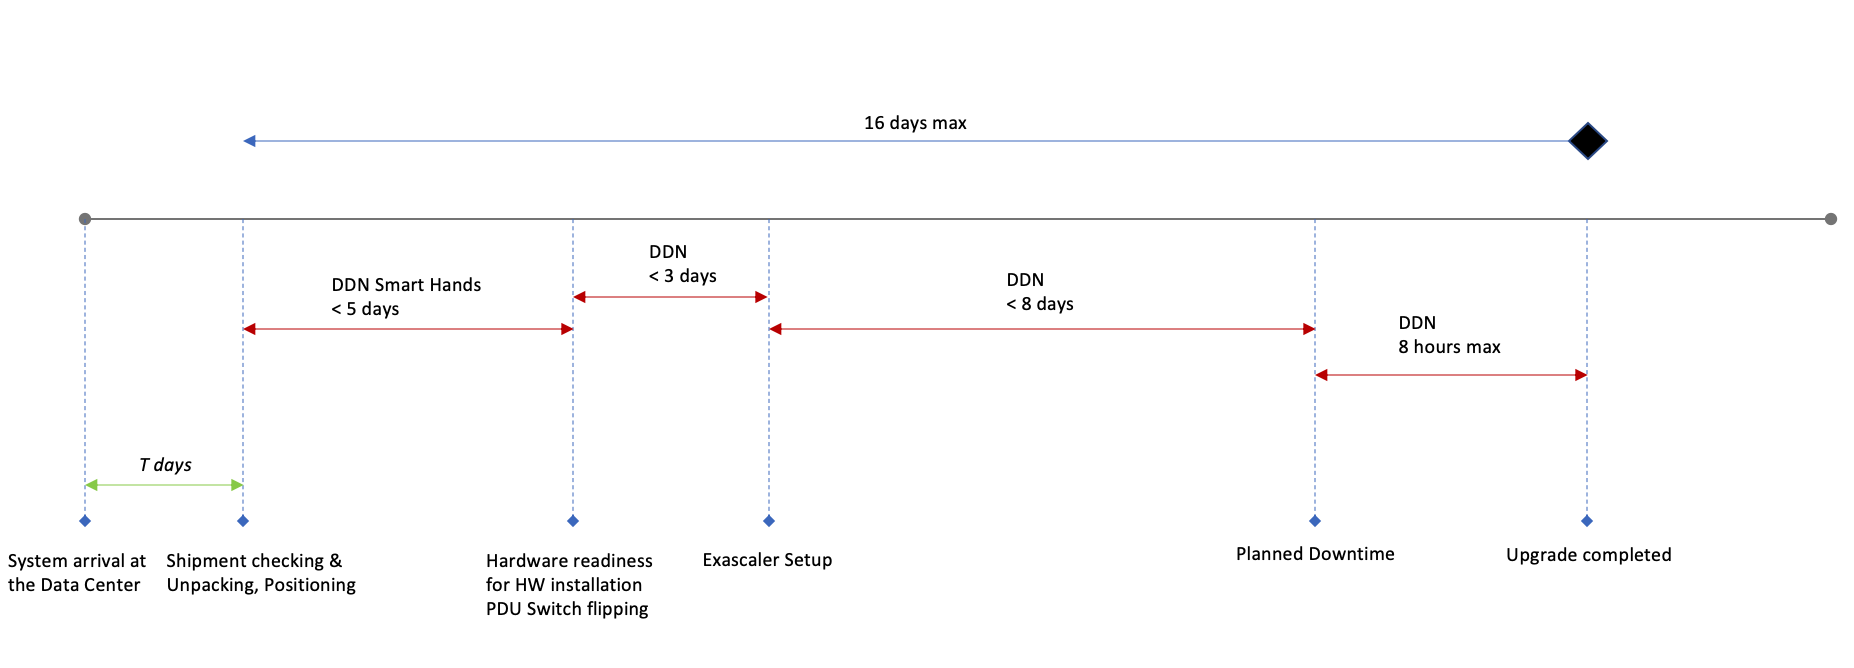 16 days max
DDN
< 3 days
DDN Smart Hands
< 5 days
DDN
< 8 days
DDN
8 hours max
T days
System arrival at
the Data Center
Shipment checking &
Unpacking, Positioning
Hardware readiness
for HW installation
PDU Switch flipping
Exascaler Setup
Planned Downtime
Upgrade completed